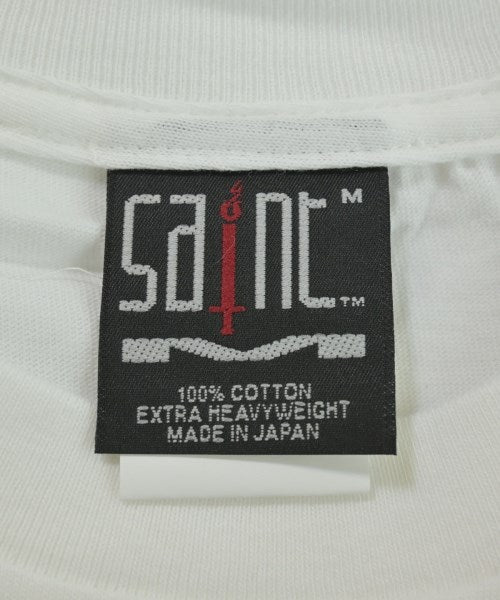 saint M
TM
100% COTTON
EXTRA HEAVYWEIGHT
MADE IN JAPAN